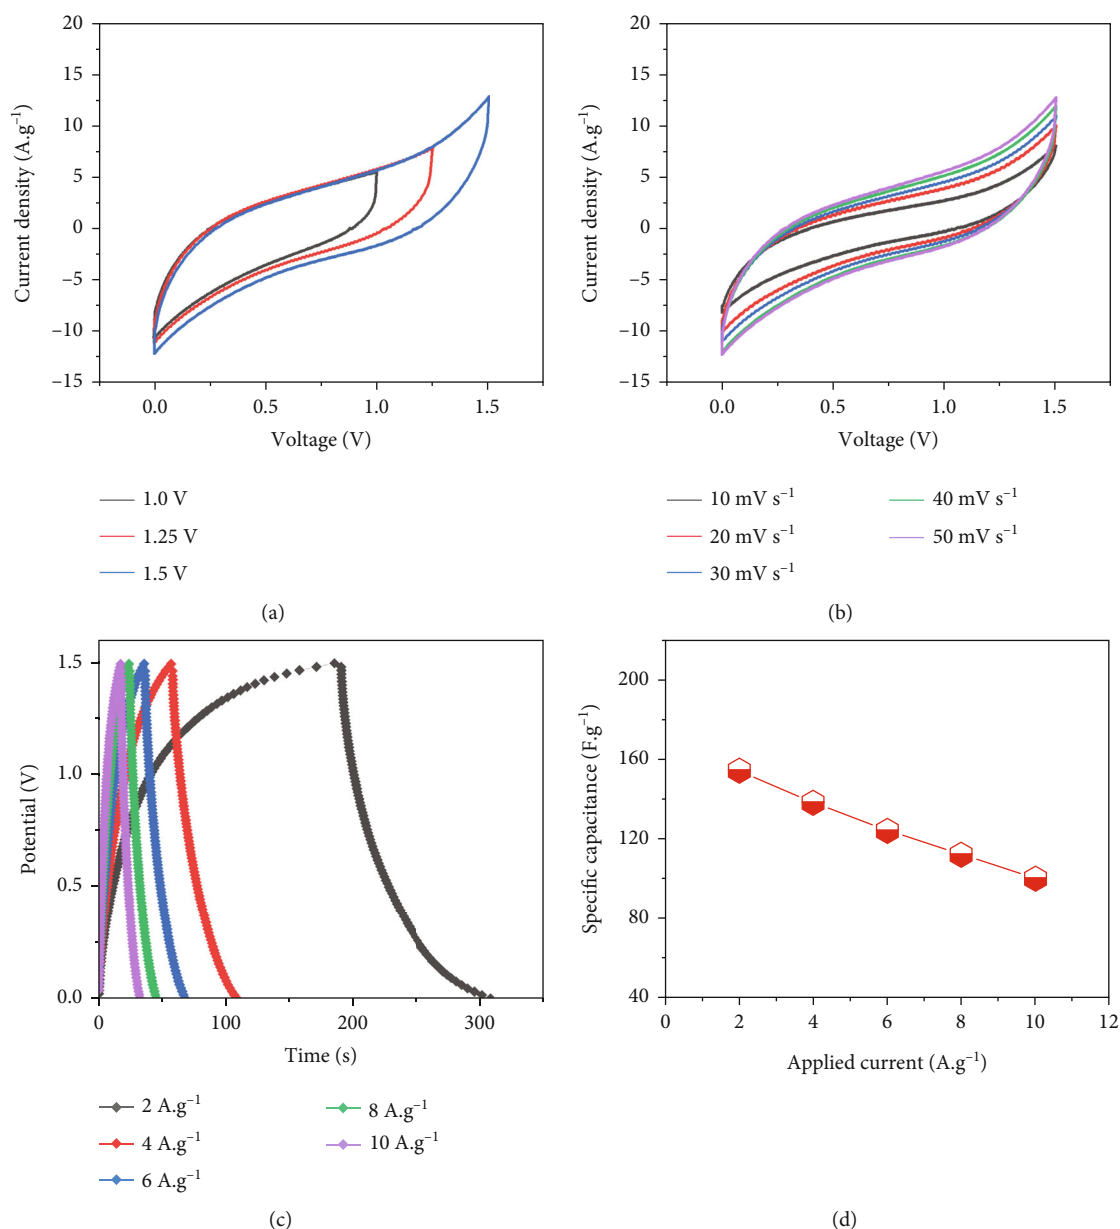 20
15
10
5
0
−5
−10
−15
Current density (A.g⁻¹)
0.0 0.5 1.0 1.5
Voltage (V)
1.0 V
1.25 V
1.5 V
(a)
20
15
10
5
0
−5
−10
−15
Current density (A.g⁻¹)
0.0 0.5 1.0 1.5
Voltage (V)
10 mV s⁻¹
20 mV s⁻¹
30 mV s⁻¹
40 mV s⁻¹
50 mV s⁻¹
(b)
1.5
1.0
0.5
0.0
Potential (V)
0 100 200 300
Time (s)
2 A.g⁻¹
4 A.g⁻¹
6 A.g⁻¹
8 A.g⁻¹
10 A.g⁻¹
(c)
200
160
120
80
40
Specific capacitance (F.g⁻¹)
0 2 4 6 8 10 12
Applied current (A.g⁻¹)
(d)